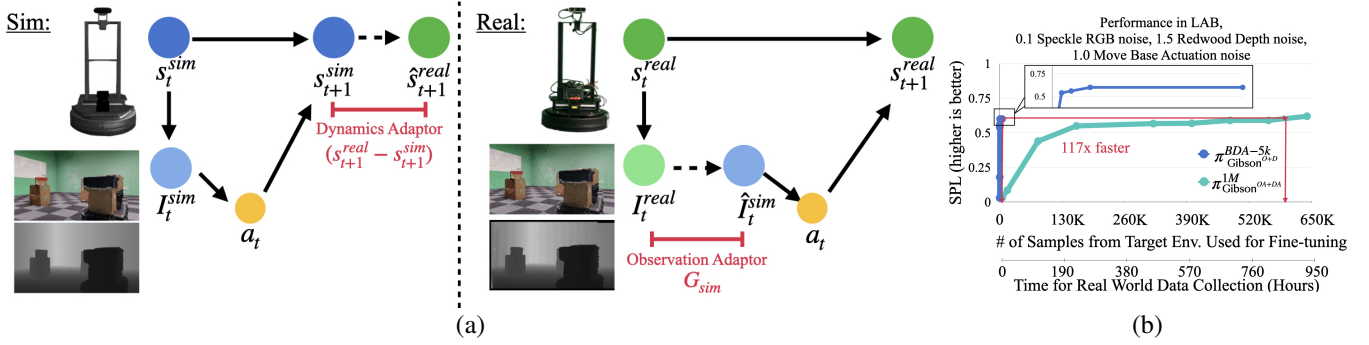 Sim:
s_t^{sim}
s_{t+1}^{sim}
ŝ_{t+1}^{real}
Dynamics Adaptor
(s_{t+1}^{real} − s_{t+1}^{sim})
I_t^{sim}
a_t
Real:
s_t^{real}
s_{t+1}^{real}
I_t^{real}
Î_t^{sim}
a_t
Observation Adaptor
G_{sim}
(a)
Performance in LAB,
0.1 Speckle RGB noise, 1.5 Redwood Depth noise,
1.0 Move Base Actuation noise
SPL (higher is better)
1
0.75
0.5
0.25
0
0.75
0.5
117x faster
π_{Gibson^{O+D}}^{BDA−5k}
π_{Gibson^{OA+DA}}^{1M}
0 130K 260K 390K 520K 650K
# of Samples from Target Env. Used for Fine-tuning
0 190 380 570 760 950
Time for Real World Data Collection (Hours)
(b)